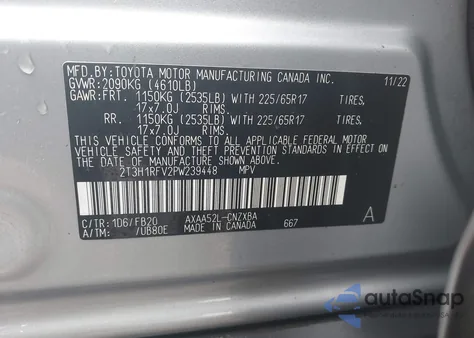 MFD. BY: TOYOTA MOTOR MANUFACTURING CANADA INC. 11/22
GVWR: 2090KG (4610LB)
GAWR: FRT. 1150KG (2535LB) WITH 225/65R17 TIRES,
17x7.0J RIMS,
RR. 1150KG (2535LB) WITH 225/65R17 TIRES,
17x7.0J RIMS,
THIS VEHICLE CONFORMS TO ALL APPLICABLE FEDERAL MOTOR
VEHICLE SAFETY AND THEFT PREVENTION STANDARDS IN
EFFECT ON THE DATE OF MANUFACTURE SHOWN ABOVE.
2T3H1RFV2PW239448 MPV
C/TR: 1D6/FB20 AXAA52L-CNZXBA A
A/TM: /UB80E MADE IN CANADA 667
autoSnap